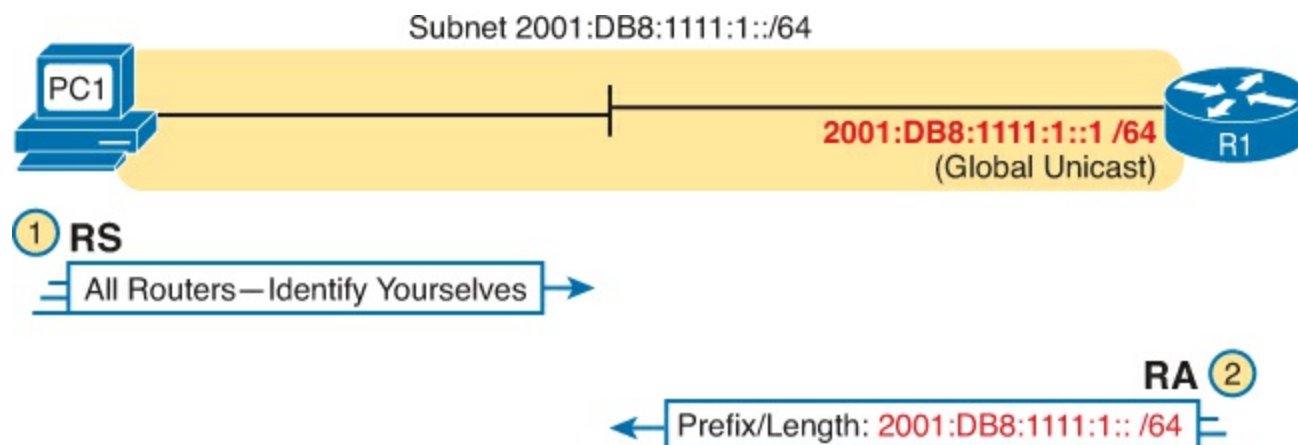 Subnet 2001:DB8:1111:1::/64
PC1
2001:DB8:1111:1::1 /64
(Global Unicast)
R1
1 RS
All Routers—Identify Yourselves
RA 2
Prefix/Length: 2001:DB8:1111:1:: /64